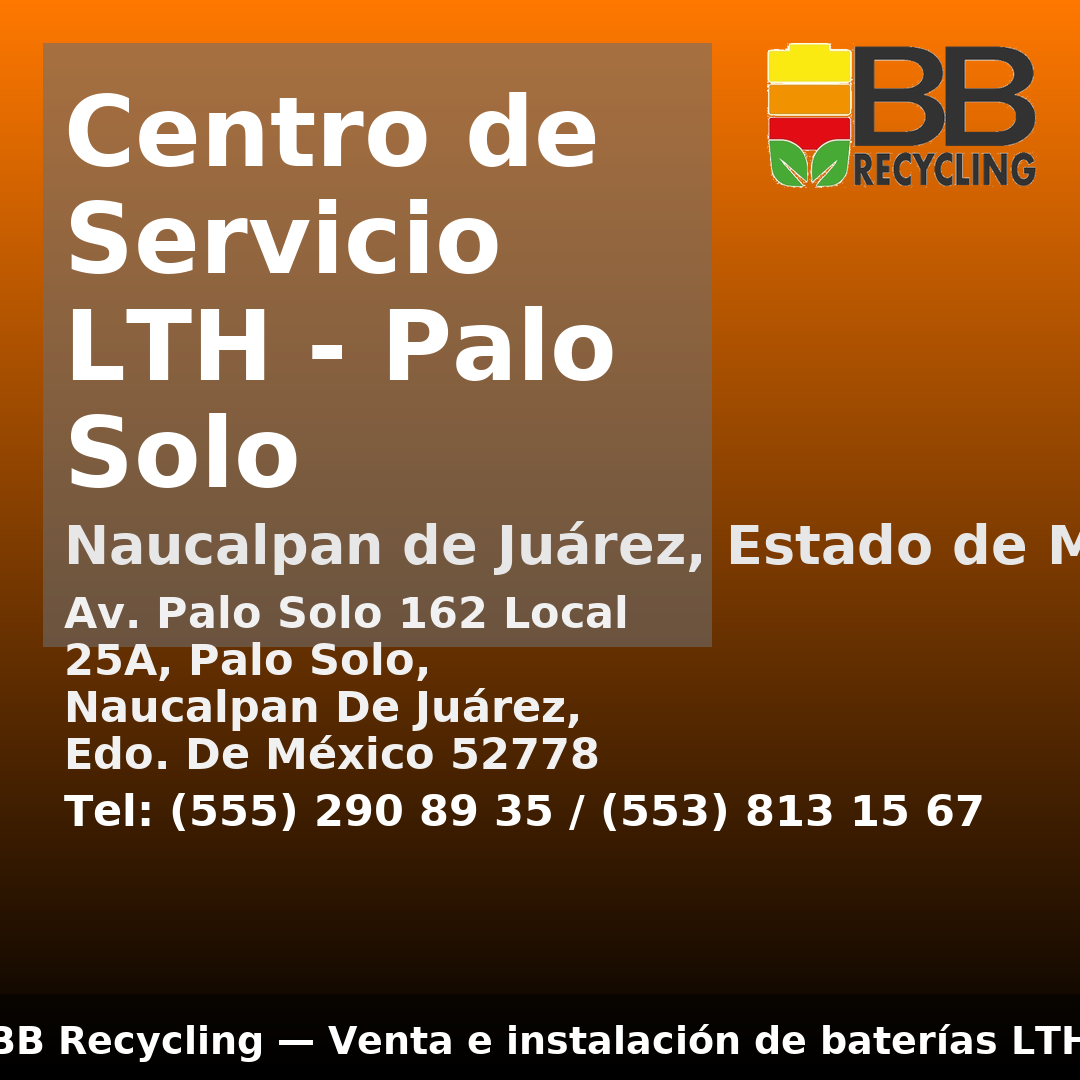 Centro de
Servicio
LTH - Palo
Solo
BB
RECYCLING
Naucalpan de Juárez, Estado de M
Av. Palo Solo 162 Local
25A, Palo Solo,
Naucalpan De Juárez,
Edo. De México 52778
Tel: (555) 290 89 35 / (553) 813 15 67
BB Recycling — Venta e instalación de baterías LTH